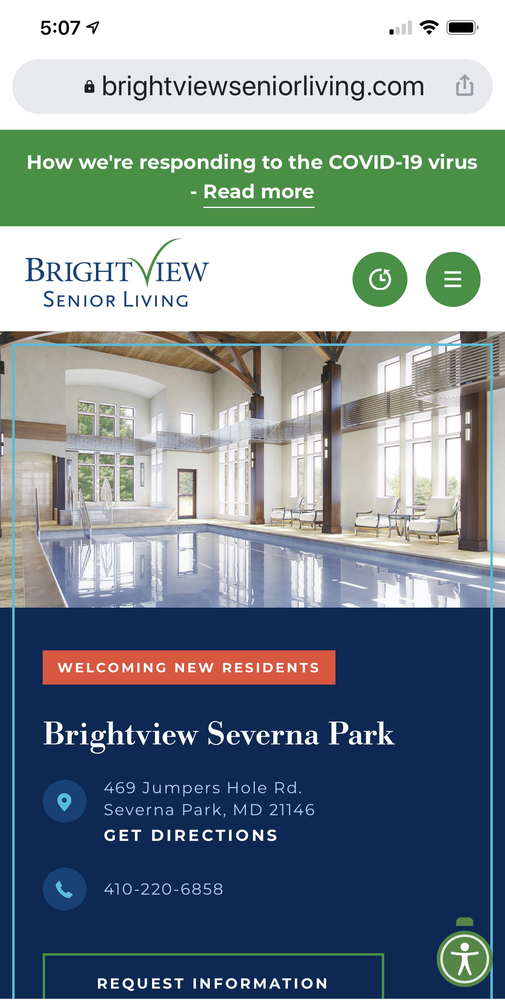 5:07
brightviewseniorliving.com
How we're responding to the COVID-19 virus
- Read more
BRIGHTVIEW
SENIOR LIVING
WELCOMING NEW RESIDENTS
Brightview Severna Park
469 Jumpers Hole Rd.
Severna Park, MD 21146
GET DIRECTIONS
410-220-6858
REQUEST INFORMATION